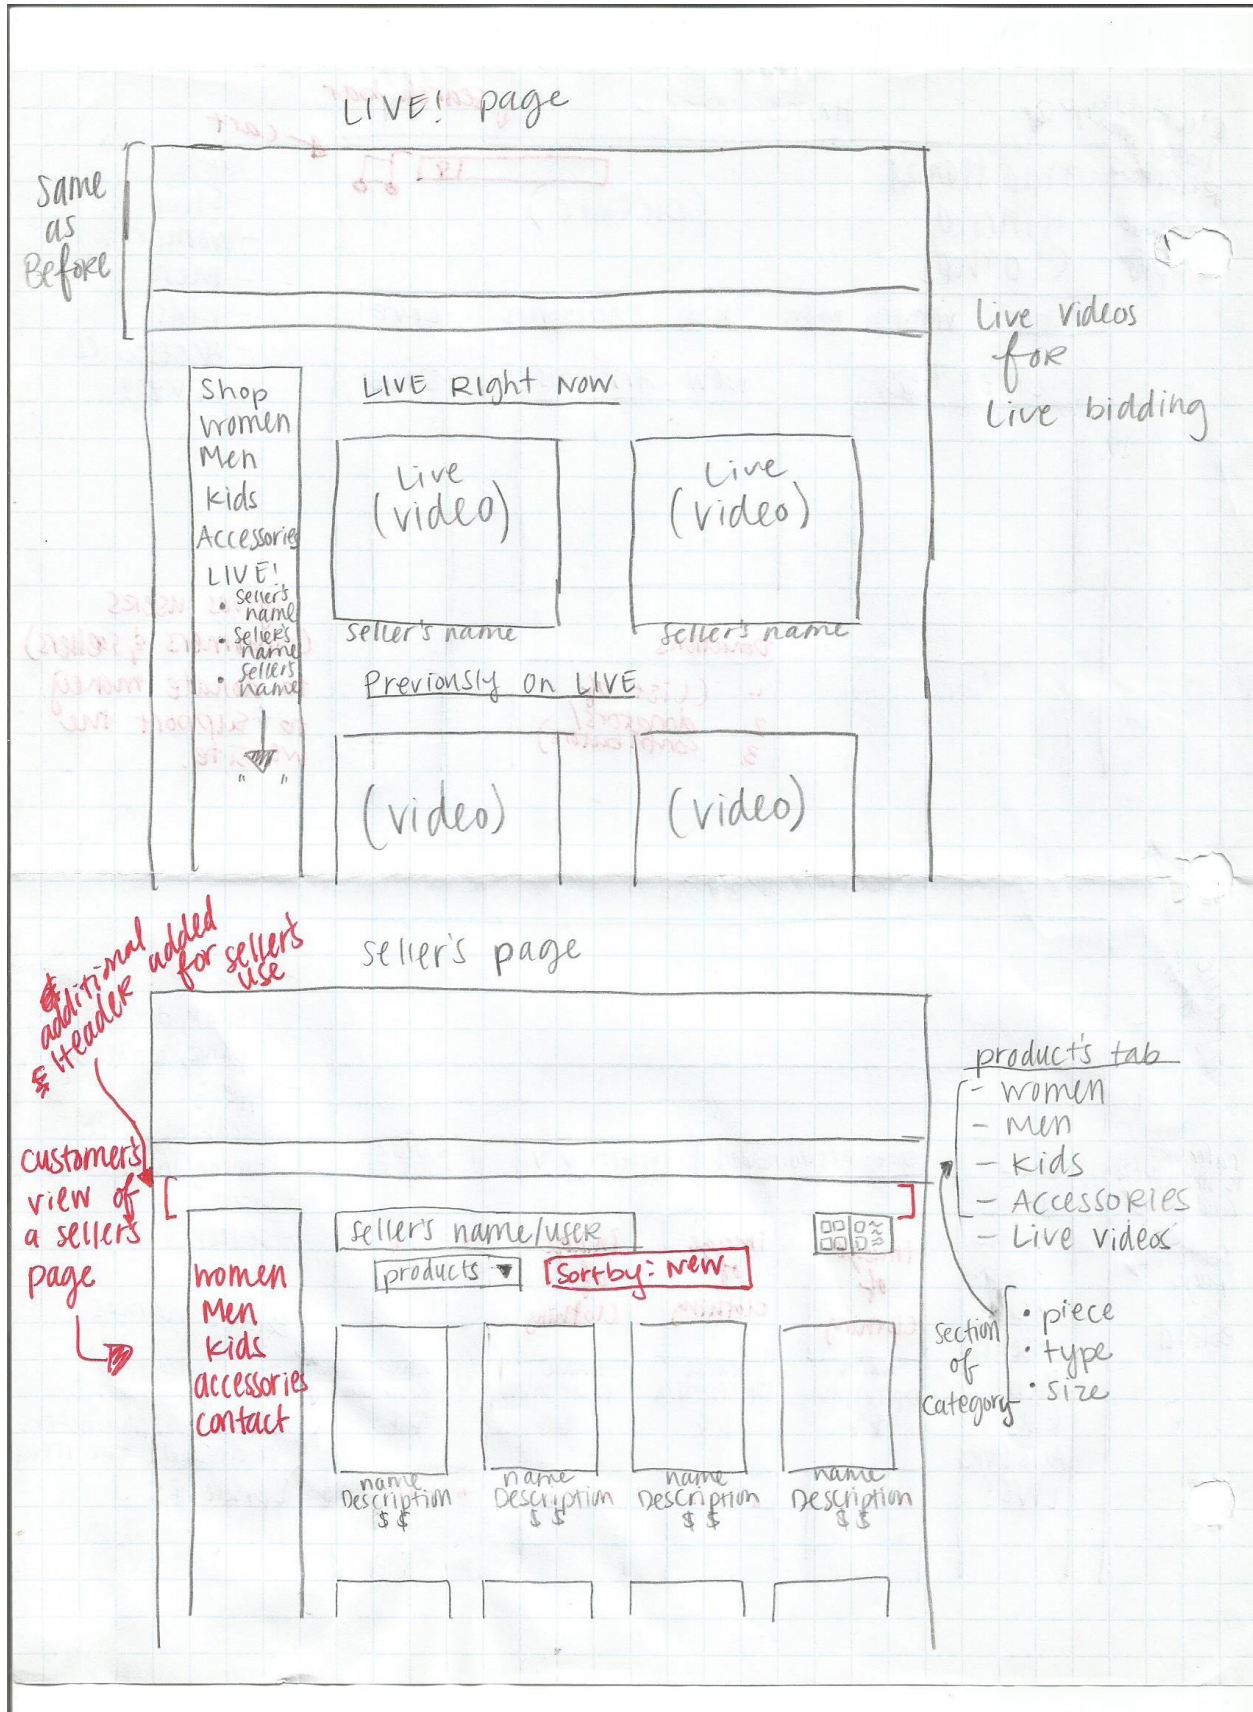 LIVE! page
Same
as
Before
Live videos
for
Live bidding
Shop
women
Men
kids
Accessories
LIVE!
• seller's
name
• seller's
name
• seller's
name
" "
LIVE Right Now
Live
(video)
Live
(video)
seller's name
seller's name
Previously on LIVE
(video)
(video)
additional
Header added
for seller's
use
seller's page
customer's
view of
a seller's
page
women
Men
kids
accessories
contact
seller's name/user
products ▼
Sort by: New
name
Description
$ $
name
Description
$ $
name
Description
$ $
name
Description
$ $
product's tab
- women
- Men
- Kids
- Accessories
- Live videos
section
of
category
• piece
• type
• size